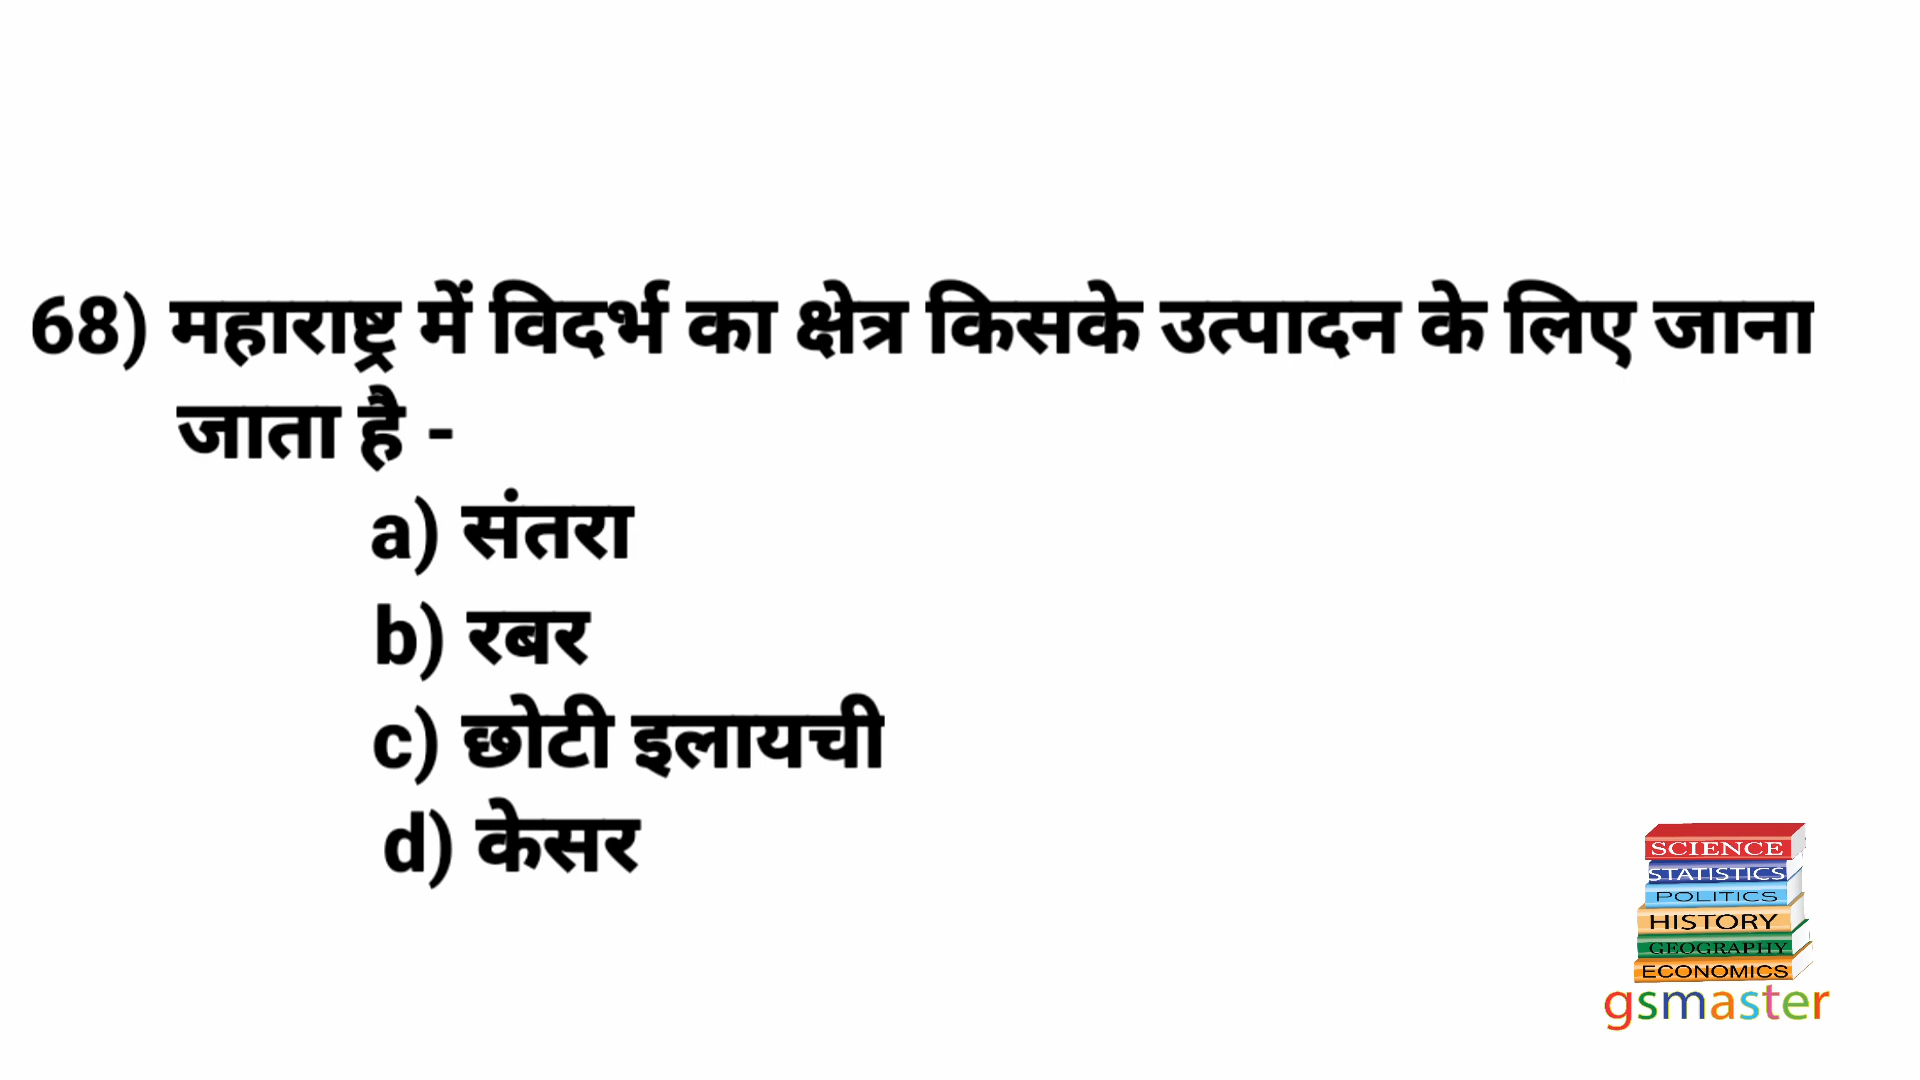 68) महाराष्ट्र में विदर्भ का क्षेत्र किसके उत्पादन के लिए जाना
जाता है -
a) संतरा
b) रबर
c) छोटी इलायची
d) केसर
SCIENCE
STATISTICS
POLITICS
HISTORY
GEOGRAPHY
ECONOMICS
gsmaster